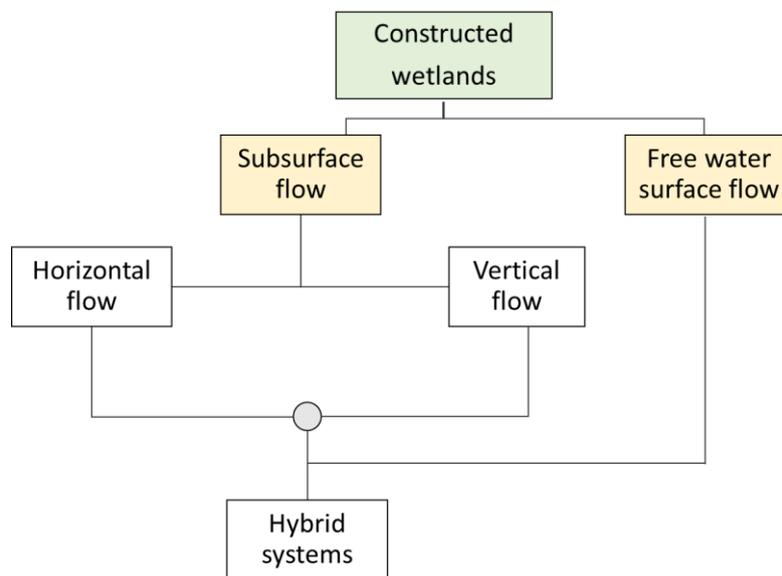 Constructed
wetlands
Subsurface
flow
Free water
surface flow
Horizontal
flow
Vertical
flow
Hybrid
systems